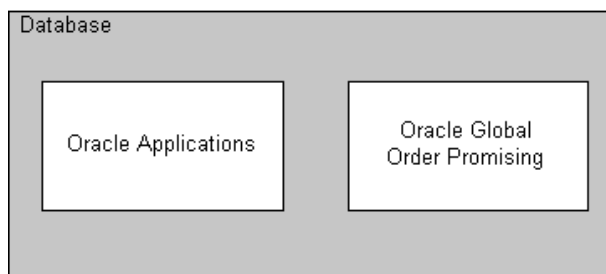 Database
Oracle Applications
Oracle Global
Order Promising